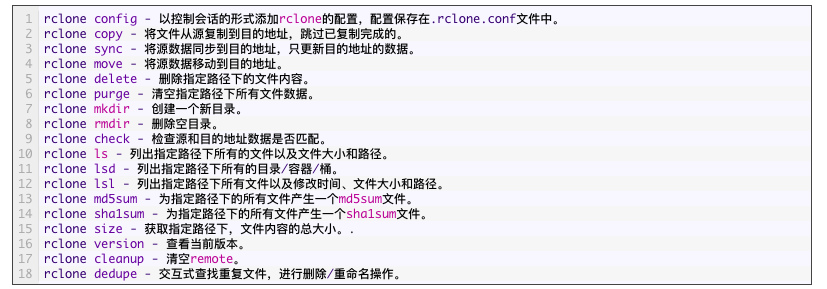 1 rclone config - 以控制会话的形式添加rclone的配置，配置保存在.rclone.conf文件中。
2 rclone copy - 将文件从源复制到目的地址，跳过已复制完成的。
3 rclone sync - 将源数据同步到目的地址，只更新目的地址的数据。
4 rclone move - 将源数据移动到目的地址。
5 rclone delete - 删除指定路径下的文件内容。
6 rclone purge - 清空指定路径下所有文件数据。
7 rclone mkdir - 创建一个新目录。
8 rclone rmdir - 删除空目录。
9 rclone check - 检查源和目的地址数据是否匹配。
10 rclone ls - 列出指定路径下所有的文件以及文件大小和路径。
11 rclone lsd - 列出指定路径下所有的目录/容器/桶。
12 rclone lsl - 列出指定路径下所有文件以及修改时间、文件大小和路径。
13 rclone md5sum - 为指定路径下的所有文件产生一个md5sum文件。
14 rclone sha1sum - 为指定路径下的所有文件产生一个sha1sum文件。
15 rclone size - 获取指定路径下，文件内容的总大小。.
16 rclone version - 查看当前版本。
17 rclone cleanup - 清空remote。
18 rclone dedupe - 交互式查找重复文件，进行删除/重命名操作。